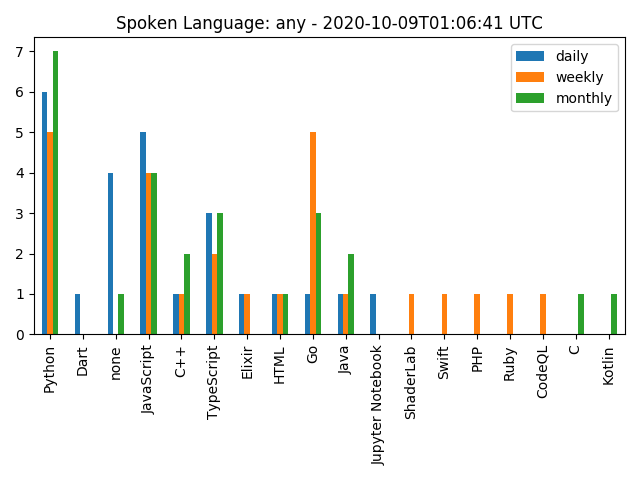 Spoken Language: any - 2020-10-09T01:06:41 UTC
daily
weekly
monthly
7
6
5
4
3
2
1
0
Python
Dart
none
JavaScript
C++
TypeScript
Elixir
HTML
Go
Java
Jupyter Notebook
ShaderLab
Swift
PHP
Ruby
CodeQL
C
Kotlin